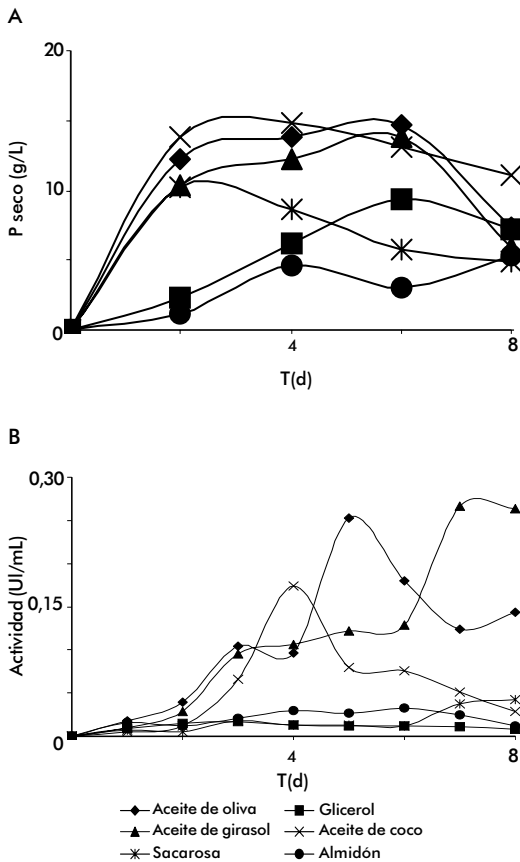 A
20
10
0
P seco (g/L)
4
8
T(d)
B
0,30
0,15
0
Actividad (UI/mL)
4
8
T(d)
Aceite de oliva
Glicerol
Aceite de girasol
Aceite de coco
Sacarosa
Almidón